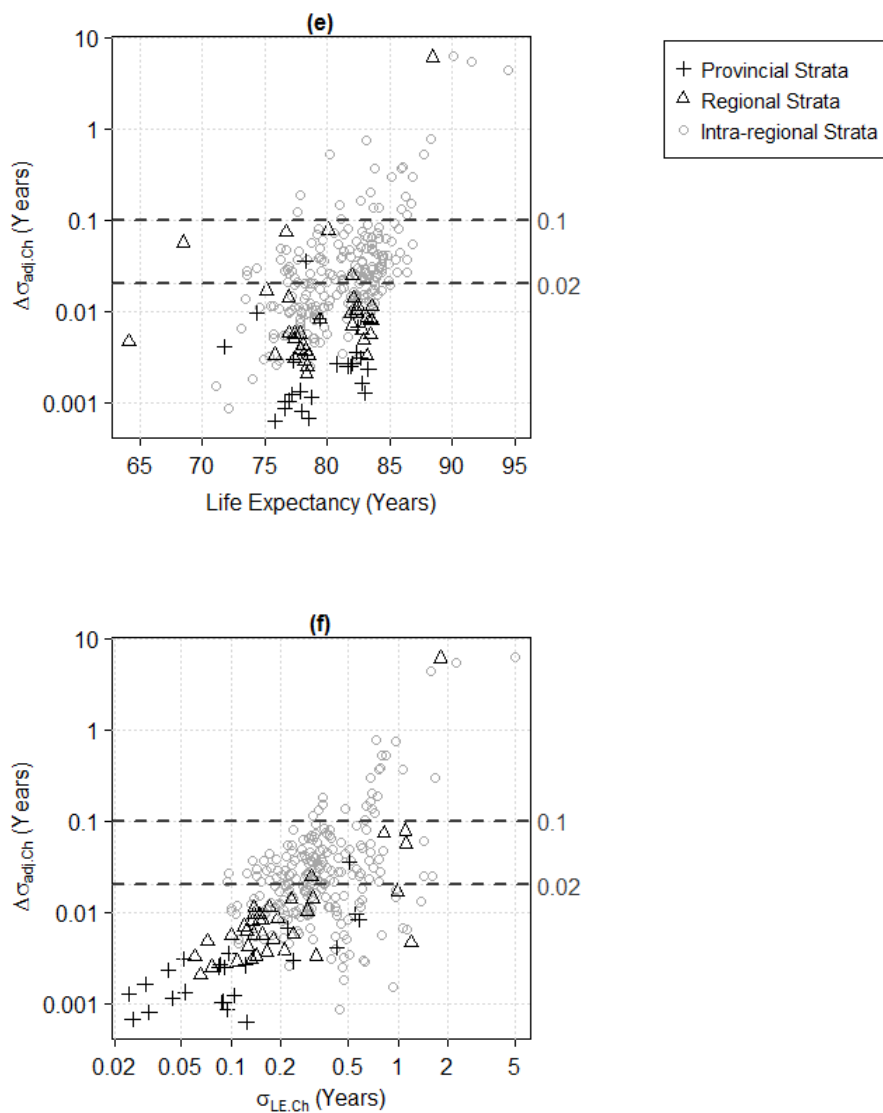 (e)
10
1
0.1
0.01
0.001
0.1
0.02
Δσadj.Ch (Years)
65 70 75 80 85 90 95
Life Expectancy (Years)
Provincial Strata
Regional Strata
Intra-regional Strata
(f)
10
1
0.1
0.01
0.001
0.1
0.02
Δσadj.Ch (Years)
0.02 0.05 0.1 0.2 0.5 1 2 5
σLE.Ch (Years)